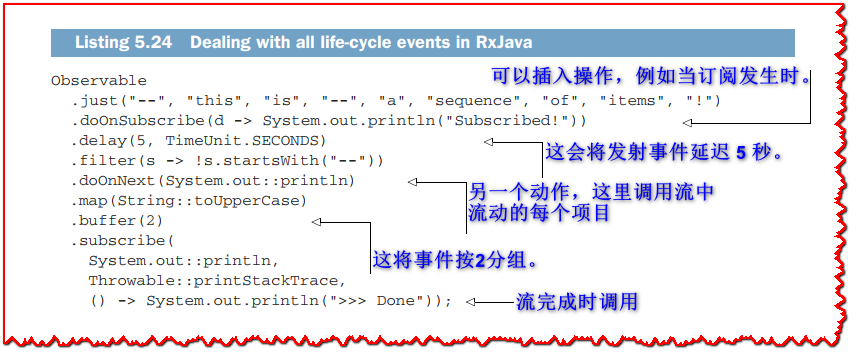 Listing 5.24 Dealing with all life-cycle events in RxJava
Observable
可以插入操作，例如当订阅发生时。
.just("--", "this", "is", "--", "a", "sequence", "of", "items", "!")
.doOnSubscribe(d -> System.out.println("Subscribed!"))
.delay(5, TimeUnit.SECONDS)
这会将发射事件延迟 5 秒。
.filter(s -> !s.startsWith("--"))
.doOnNext(System.out::println)
另一个动作，这里调用流中
流动的每个项目
.map(String::toUpperCase)
.buffer(2)
这将事件按2分组。
.subscribe(
System.out::println,
Throwable::printStackTrace,
() -> System.out.println(">>> Done"));
流完成时调用